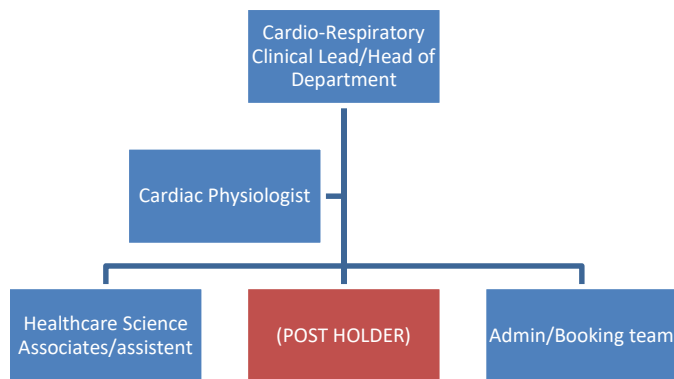 Cardio-Respiratory
Clinical Lead/Head of
Department
Cardiac Physiologist
Healthcare Science
Associates/assistent
(POST HOLDER)
Admin/Booking team